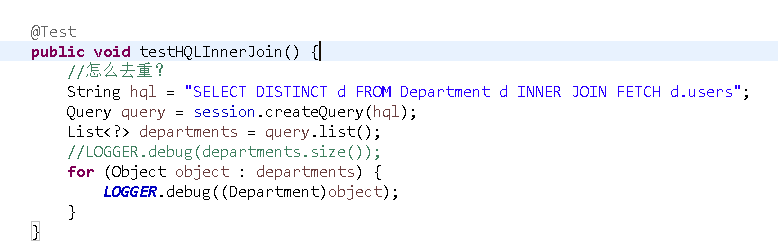 @Test
public void testHQLInnerJoin() {
//怎么去重?
String hql = "SELECT DISTINCT d FROM Department d INNER JOIN FETCH d.users";
Query query = session.createQuery(hql);
List<?> departments = query.list();
//LOGGER.debug(departments.size());
for (Object object : departments) {
LOGGER.debug((Department)object);
}
}